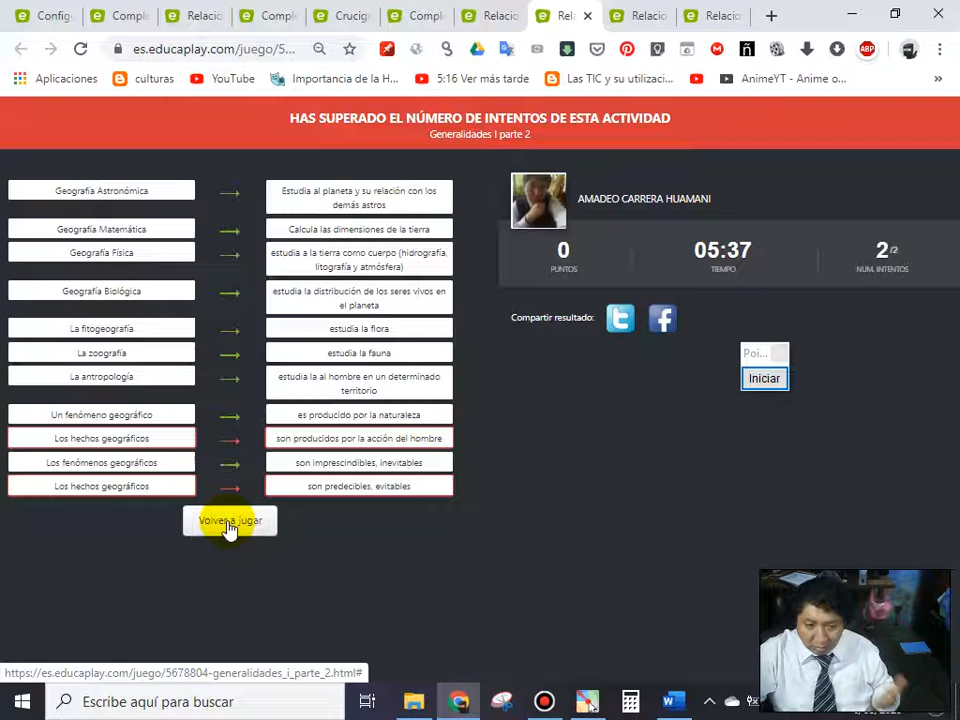 Config
Comple
Relacio
Comple
Crucig
Comple
Relacio
Rela
Relacio
Relacio
es.educaplay.com/juego/5...
Aplicaciones
culturas
YouTube
Importancia de la H...
5:16 Ver más tarde
Las TIC y su utilizaci...
AnimeYT - Anime o...
»
HAS SUPERADO EL NÚMERO DE INTENTOS DE ESTA ACTIVIDAD
Generalidades I parte 2
Geografía Astronómica
Estudia al planeta y su relación con los
demás astros
Geografía Matemática
Calcula las dimensiones de la tierra
Geografía Física
estudia a la tierra como cuerpo (hidrografía,
litografía y atmósfera)
Geografía Biológica
estudia la distribución de los seres vivos en
el planeta
La fitogeografía
estudia la flora
La zoografía
estudia la fauna
La antropología
estudia la al hombre en un determinado
territorio
Un fenómeno geográfico
es producido por la naturaleza
Los hechos geográficos
son producidos por la acción del hombre
Los fenómenos geográficos
son imprescindibles, inevitables
Los hechos geográficos
son predecibles, evitables
Volver a jugar
AMADEO CARRERA HUAMANI
0
PUNTOS
05:37
TIEMPO
2/2
NUM. INTENTOS
Compartir resultado:
Poi...
Iniciar
https://es.educaplay.com/juego/5678804-generalidades_i_parte_2.html#
Escribe aquí para buscar